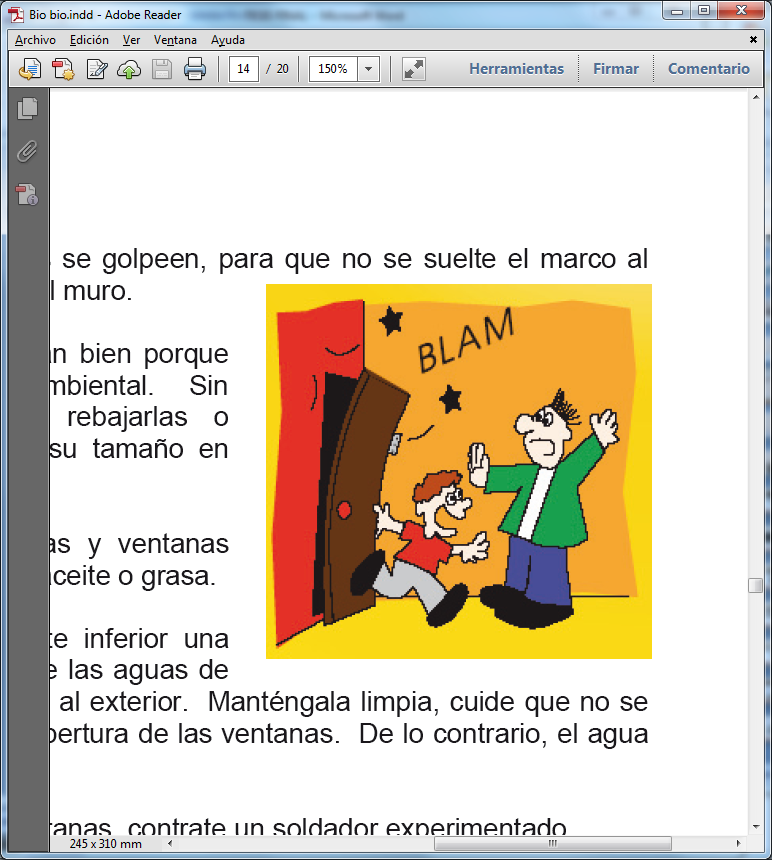 Bio bio.indd - Adobe Reader
Archivo Edición Ver Ventana Ayuda
14 / 20 150% Herramientas Firmar Comentario
se golpeen, para que no se suelte el marco al
l muro.
BLAM
an bien porque
mbiental. Sin
rebajarlas o
su tamaño en
as y ventanas
aceite o grasa.
te inferior una
e las aguas de
al exterior. Manténgala limpia, cuide que no se
pertura de las ventanas. De lo contrario, el agua
tanas, contrate un soldador experimentado
245 x 310 mm